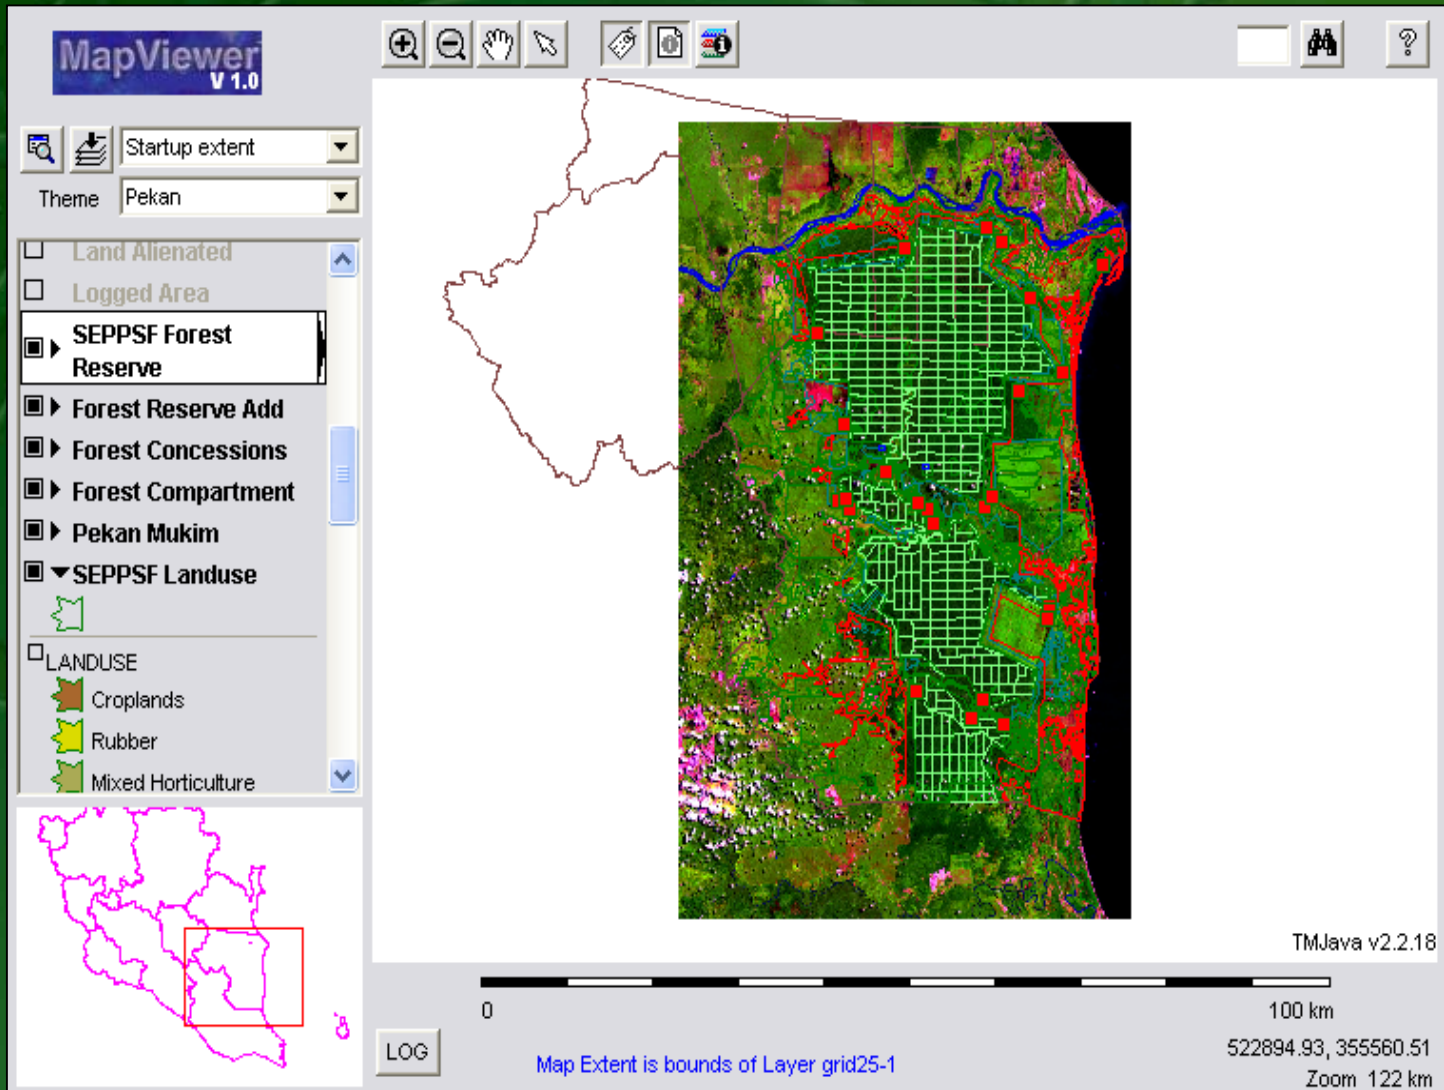 MapViewer
V 1.0
Startup extent
Theme
Pekan
Land Alienated
Logged Area
SEPPSF Forest
Reserve
Forest Reserve Add
Forest Concessions
Forest Compartment
Pekan Mukim
SEPPSF Landuse
LANDUSE
Croplands
Rubber
Mixed Horticulture
?
TMJava v2.2.18
0
100 km
LOG
Map Extent is bounds of Layer grid25-1
522894.93, 355560.51
Zoom 122 km